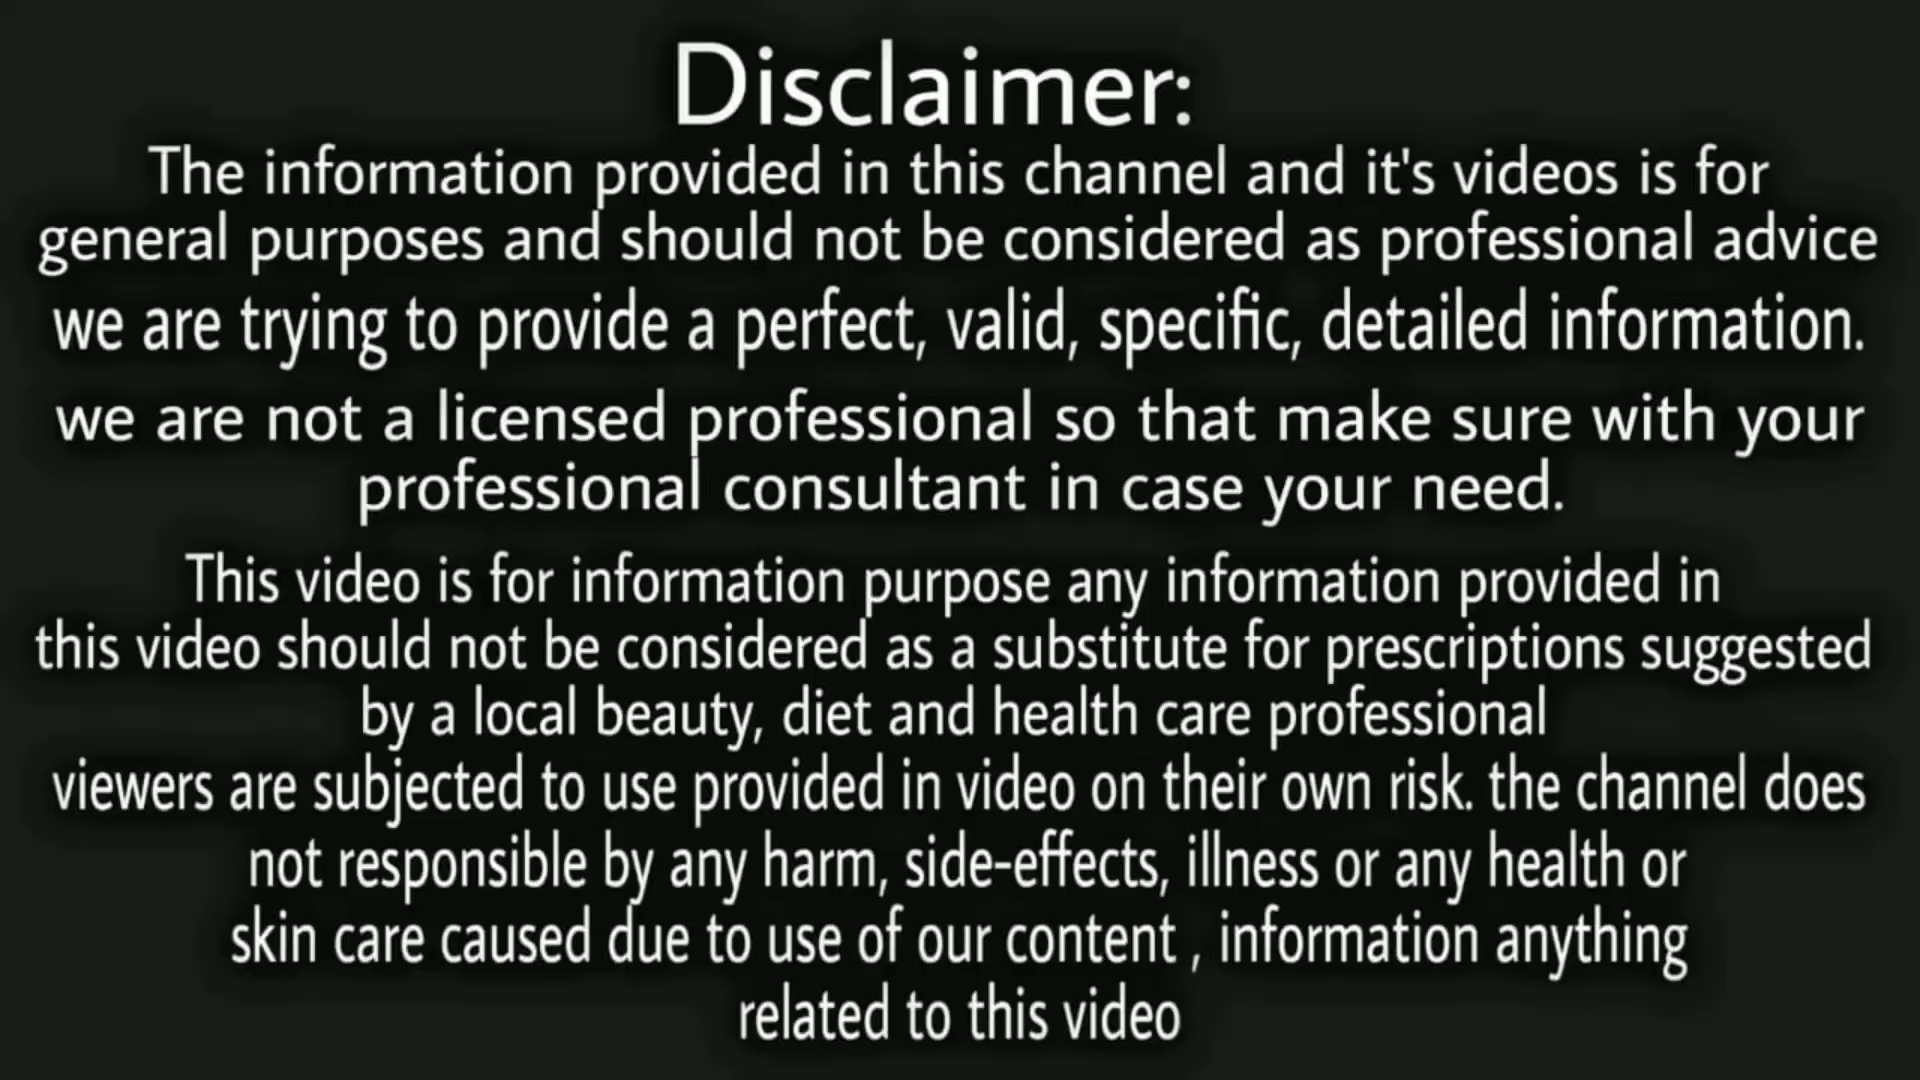 Disclaimer:
The information provided in this channel and it's videos is for
general purposes and should not be considered as professional advice
we are trying to provide a perfect, valid, specific, detailed information.
we are not a licensed professional so that make sure with your
professional consultant in case your need.
This video is for information purpose any information provided in
this video should not be considered as a substitute for prescriptions suggested
by a local beauty, diet and health care professional
viewers are subjected to use provided in video on their own risk. the channel does
not responsible by any harm, side-effects, illness or any health or
skin care caused due to use of our content , information anything
related to this video